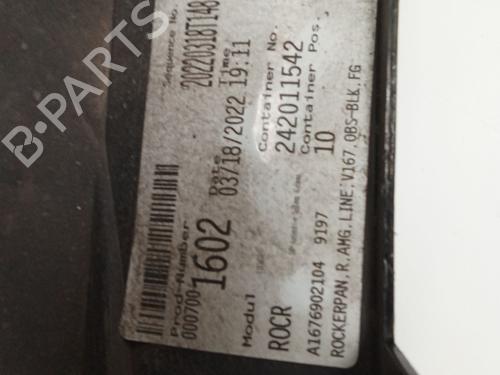 Prod-Number
000700
1602
Date
03/18/2022
Time
19:11
Sequence No.
20220318T148
Modul
ROCR
Container No.
242011542
Container Pos.
10
A1676902104 9197
ROCKERPAN,R,AMG.LINE:V167,OBS-BLK,FG
B-PARTS